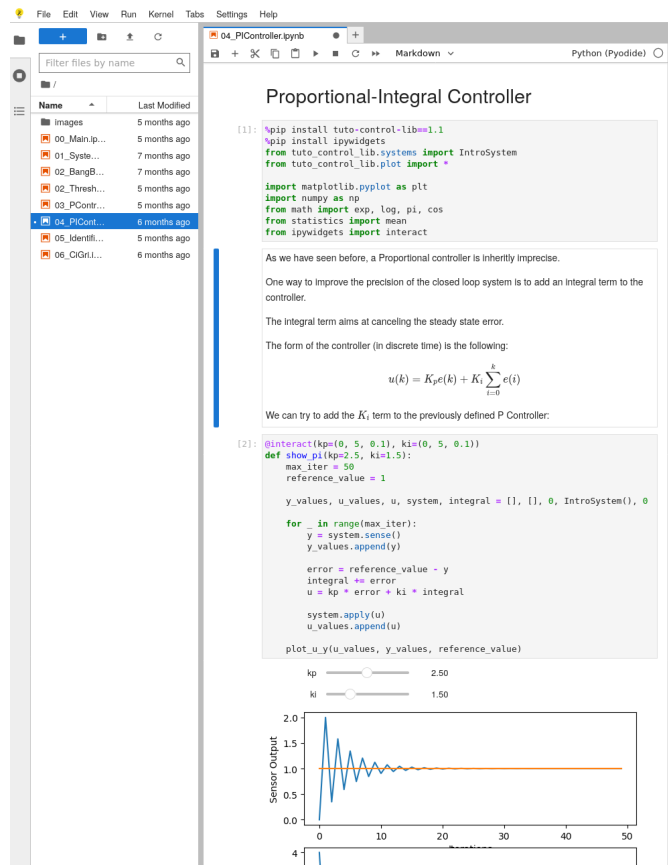 File Edit View Run Kernel Tabs Settings Help
04_PIController.ipynb
Markdown
Python (Pyodide)
Filter files by name
/
Name Last Modified
images 5 months ago
00_Main.ip... 5 months ago
01_Syste... 7 months ago
02_BangB... 7 months ago
02_Thresh... 5 months ago
03_PContr... 5 months ago
04_PICont... 6 months ago
05_Identifi... 5 months ago
06_CiGri.i... 6 months ago
Proportional-Integral Controller
[1]: %pip install tuto-control-lib==1.1
%pip install ipywidgets
from tuto_control_lib.systems import IntroSystem
from tuto_control_lib.plot import *
import matplotlib.pyplot as plt
import numpy as np
from math import exp, log, pi, cos
from statistics import mean
from ipywidgets import interact
As we have seen before, a Proportional controller is inheritly imprecise.
One way to improve the precision of the closed loop system is to add an integral term to the
controller.
The integral term aims at canceling the steady state error.
The form of the controller (in discrete time) is the following:
u(k) = K_p e(k) + K_i \sum_{i=0}^{k} e(i)
We can try to add the K_i term to the previously defined P Controller:
[2]: @interact(kp=(0, 5, 0.1), ki=(0, 5, 0.1))
def show_pi(kp=2.5, ki=1.5):
max_iter = 50
reference_value = 1
y_values, u_values, u, system, integral = [], [], 0, IntroSystem(), 0
for _ in range(max_iter):
y = system.sense()
y_values.append(y)
error = reference_value - y
integral += error
u = kp * error + ki * integral
system.apply(u)
u_values.append(u)
plot_u_y(u_values, y_values, reference_value)
kp 2.50
ki 1.50
Sensor Output
2.0
1.5
1.0
0.5
0.0
0 10 20 30 40 50
4